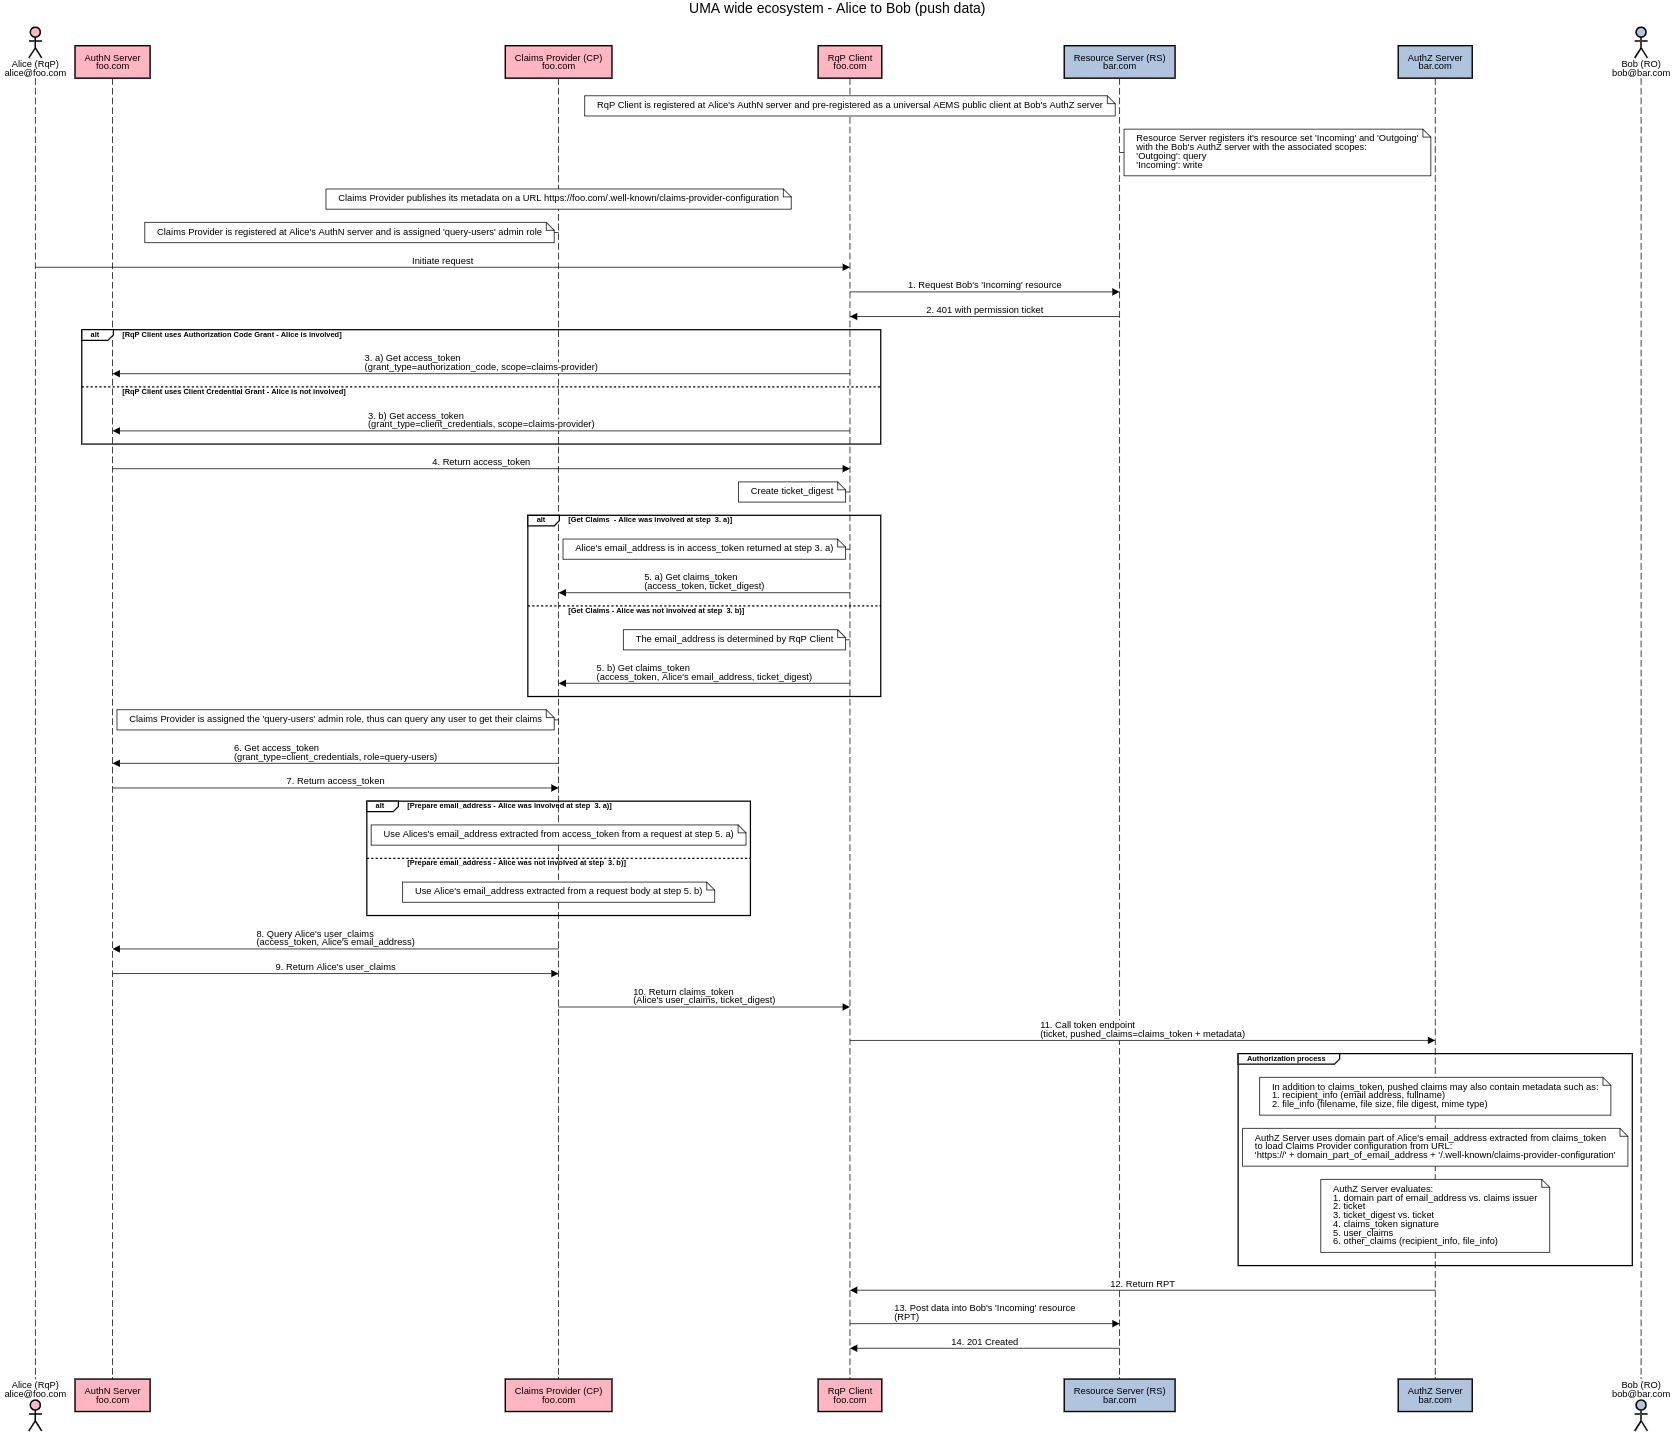 UMA wide ecosystem - Alice to Bob (push data)
Alice (RqP)
alice@foo.com
AuthN Server
foo.com
Claims Provider (CP)
foo.com
RqP Client
foo.com
Resource Server (RS)
bar.com
AuthZ Server
bar.com
Bob (RO)
bob@bar.com
RqP Client is registered at Alice's AuthN server and pre-registered as a universal AEMS public client at Bob's AuthZ server
Resource Server registers it's resource set 'Incoming' and 'Outgoing'
with the Bob's AuthZ server with the associated scopes:
'Outgoing': query
'Incoming': write
Claims Provider publishes its metadata on a URL https://foo.com/.well-known/claims-provider-configuration
Claims Provider is registered at Alice's AuthN server and is assigned 'query-users' admin role
Initiate request
1. Request Bob's 'Incoming' resource
2. 401 with permission ticket
alt [RqP Client uses Authorization Code Grant - Alice is involved]
3. a) Get access_token
(grant_type=authorization_code, scope=claims-provider)
[RqP Client uses Client Credential Grant - Alice is not involved]
3. b) Get access_token
(grant_type=client_credentials, scope=claims-provider)
4. Return access_token
Create ticket_digest
alt [Get Claims  - Alice was involved at step  3. a)]
Alice's email_address is in access_token returned at step 3. a)
5. a) Get claims_token
(access_token, ticket_digest)
[Get Claims - Alice was not involved at step  3. b)]
The email_address is determined by RqP Client
5. b) Get claims_token
(access_token, Alice's email_address, ticket_digest)
Claims Provider is assigned the 'query-users' admin role, thus can query any user to get their claims
6. Get access_token
(grant_type=client_credentials, role=query-users)
7. Return access_token
alt [Prepare email_address - Alice was involved at step  3. a)]
Use Alices's email_address extracted from access_token from a request at step 5. a)
[Prepare email_address - Alice was not involved at step  3. b)]
Use Alice's email_address extracted from a request body at step 5. b)
8. Query Alice's user_claims
(access_token, Alice's email_address)
9. Return Alice's user_claims
10. Return claims_token
(Alice's user_claims, ticket_digest)
11. Call token endpoint
(ticket, pushed_claims=claims_token + metadata)
Authorization process
In addition to claims_token, pushed claims may also contain metadata such as:
1. recipient_info (email address, fullname)
2. file_info (filename, file size, file digest, mime type)
AuthZ Server uses domain part of Alice's email_address extracted from claims_token
to load Claims Provider configuration from URL:
'https://' + domain_part_of_email_address + '/.well-known/claims-provider-configuration'
AuthZ Server evaluates:
1. domain part of email_address vs. claims issuer
2. ticket
3. ticket_digest vs. ticket
4. claims_token signature
5. user_claims
6. other_claims (recipient_info, file_info)
12. Return RPT
13. Post data into Bob's 'Incoming' resource
(RPT)
14. 201 Created
Alice (RqP)
alice@foo.com
AuthN Server
foo.com
Claims Provider (CP)
foo.com
RqP Client
foo.com
Resource Server (RS)
bar.com
AuthZ Server
bar.com
Bob (RO)
bob@bar.com